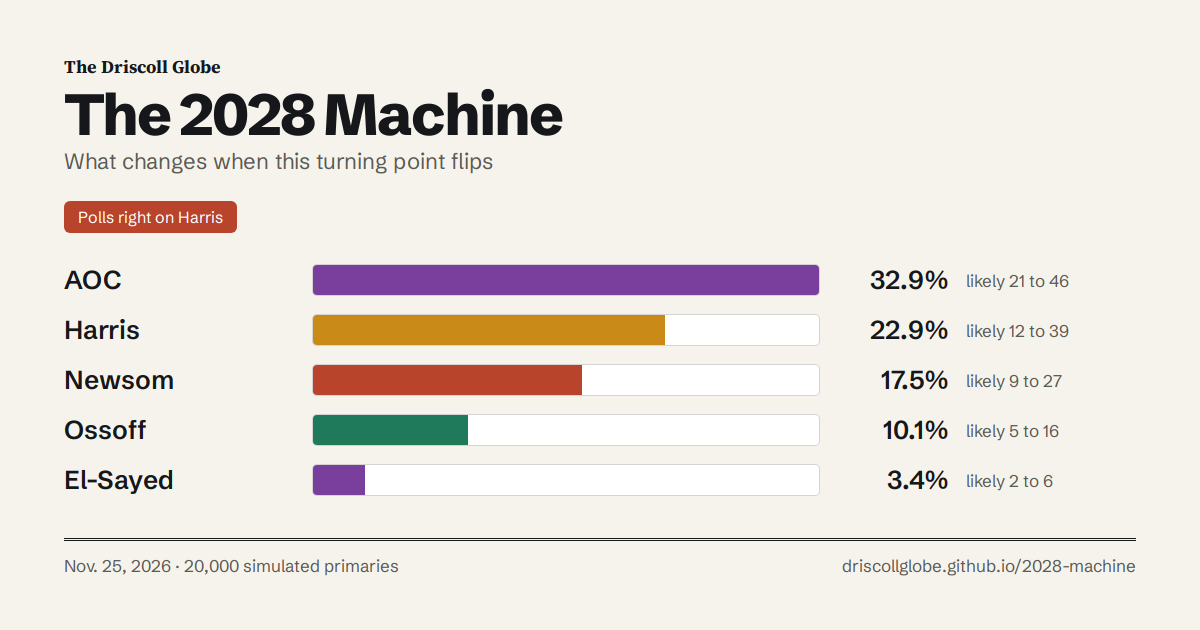 The Driscoll Globe
The 2028 Machine
What changes when this turning point flips
Polls right on Harris
AOC 32.9% likely 21 to 46
Harris 22.9% likely 12 to 39
Newsom 17.5% likely 9 to 27
Ossoff 10.1% likely 5 to 16
El-Sayed 3.4% likely 2 to 6
Nov. 25, 2026 · 20,000 simulated primaries driscollglobe.github.io/2028-machine